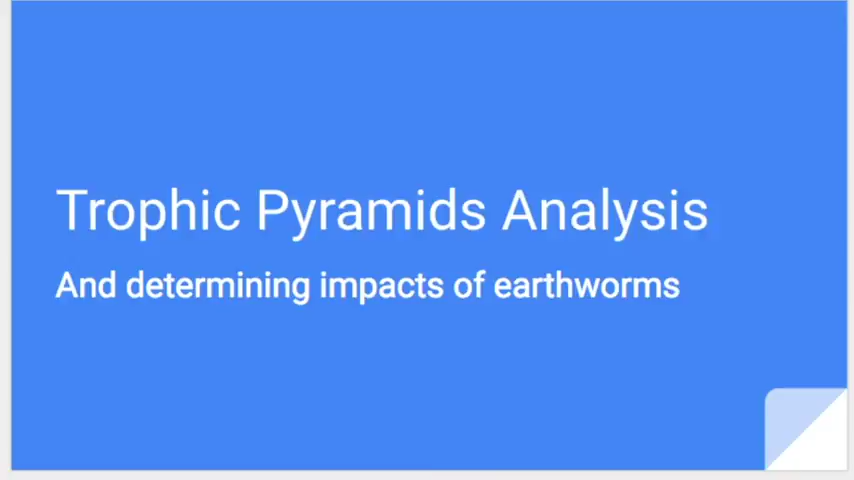 Trophic Pyramids Analysis
And determining impacts of earthworms